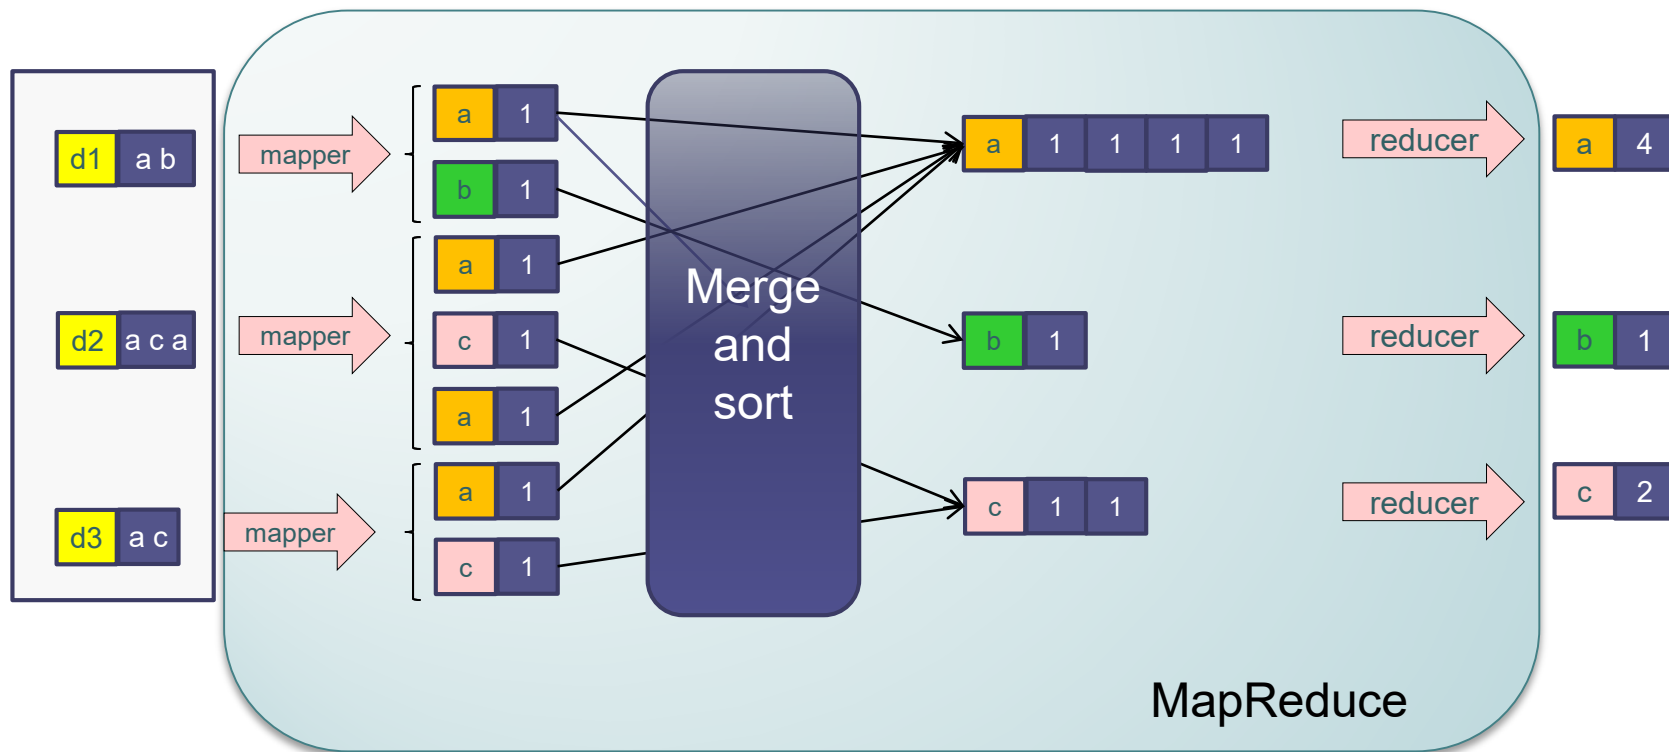 d1 a b
mapper
a 1
b 1
a 1 1 1 1
reducer
a 4
d2 a c a
mapper
a 1
c 1
a 1
Merge
and
sort
b 1
reducer
b 1
d3 a c
mapper
a 1
c 1
c 1 1
reducer
c 2
MapReduce